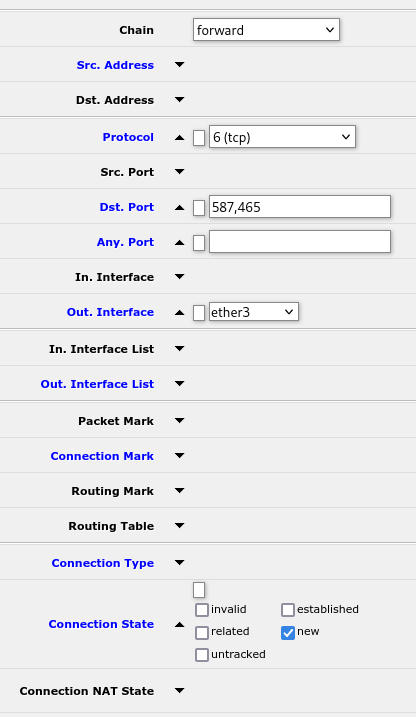 Chain forward
Src. Address
Dst. Address
Protocol 6 (tcp)
Src. Port
Dst. Port 587,465
Any. Port
In. Interface
Out. Interface ether3
In. Interface List
Out. Interface List
Packet Mark
Connection Mark
Routing Mark
Routing Table
Connection Type
invalid established
Connection State related new
untracked
Connection NAT State